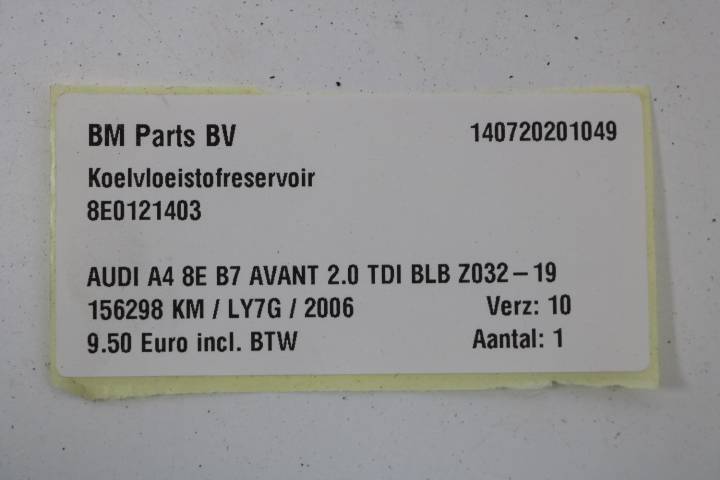 BM Parts BV 140720201049
Koelvloeistofreservoir
8E0121403
AUDI A4 8E B7 AVANT 2.0 TDI BLB Z032-19
156298 KM / LY7G / 2006 Verz: 10
9.50 Euro incl. BTW Aantal: 1